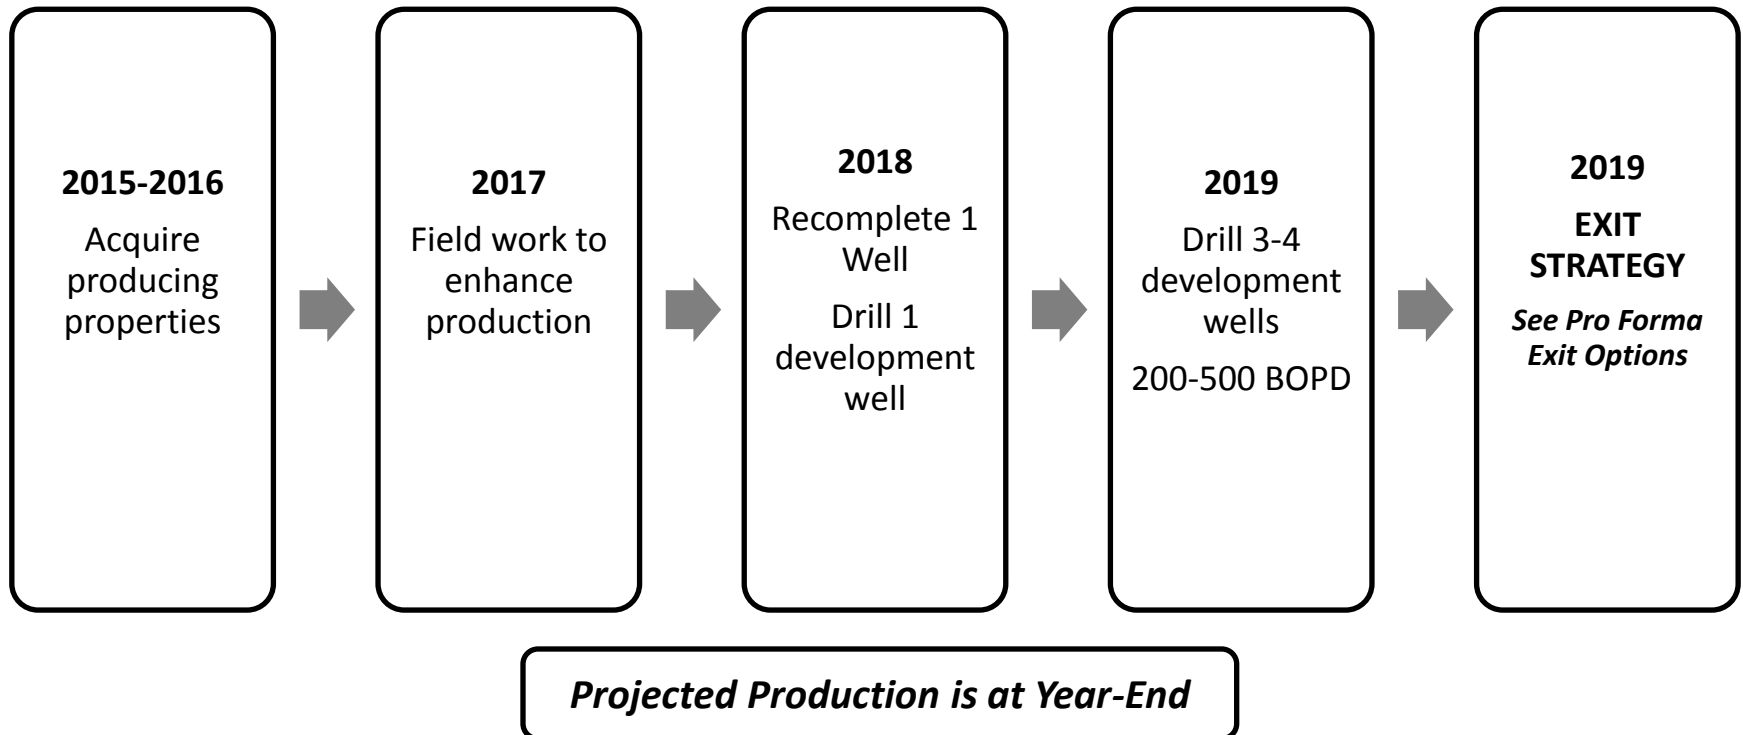 2015-2016
Acquire
producing
properties
2017
Field work to
enhance
production
2018
Recomplete 1
Well
Drill 1
development
well
2019
Drill 3-4
development
wells
200-500 BOPD
2019
EXIT
STRATEGY
See Pro Forma
Exit Options
Projected Production is at Year-End